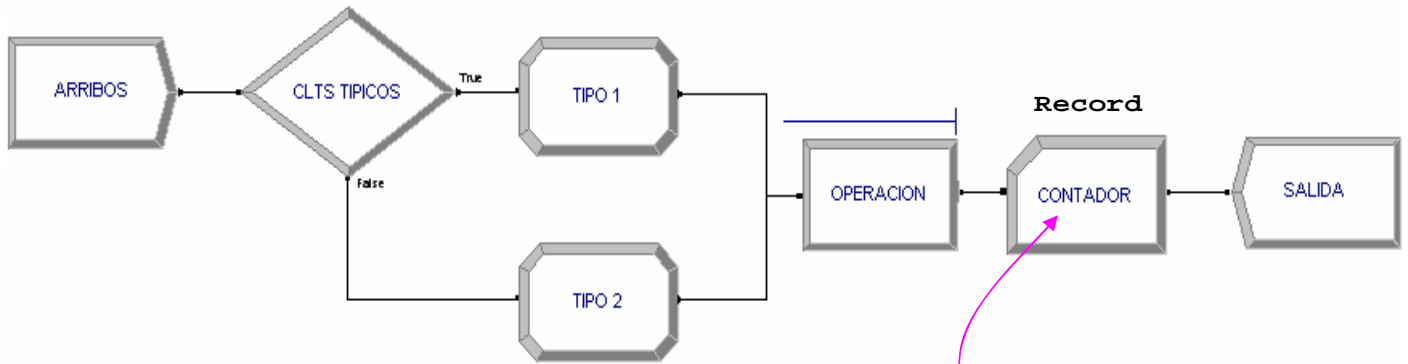 ARRIBOS
CLTS TIPICOS
True
False
TIPO 1
TIPO 2
OPERACION
Record
CONTADOR
SALIDA